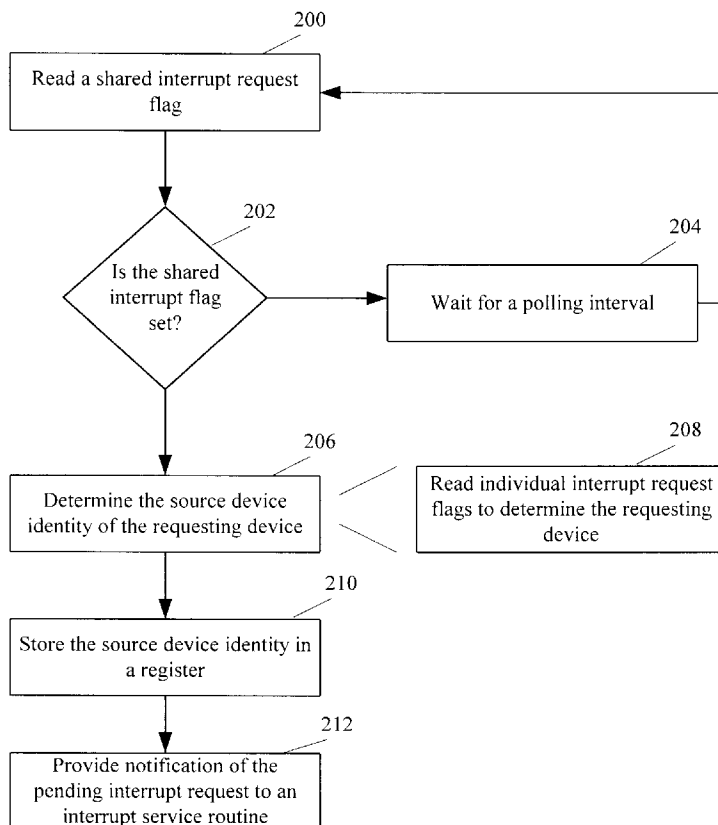 200
Read a shared interrupt request
flag
202
Is the shared
interrupt flag
set?
204
Wait for a polling interval
206
Determine the source device
identity of the requesting device
208
Read individual interrupt request
flags to determine the requesting
device
210
Store the source device identity in
a register
212
Provide notification of the
pending interrupt request to an
interrupt service routine